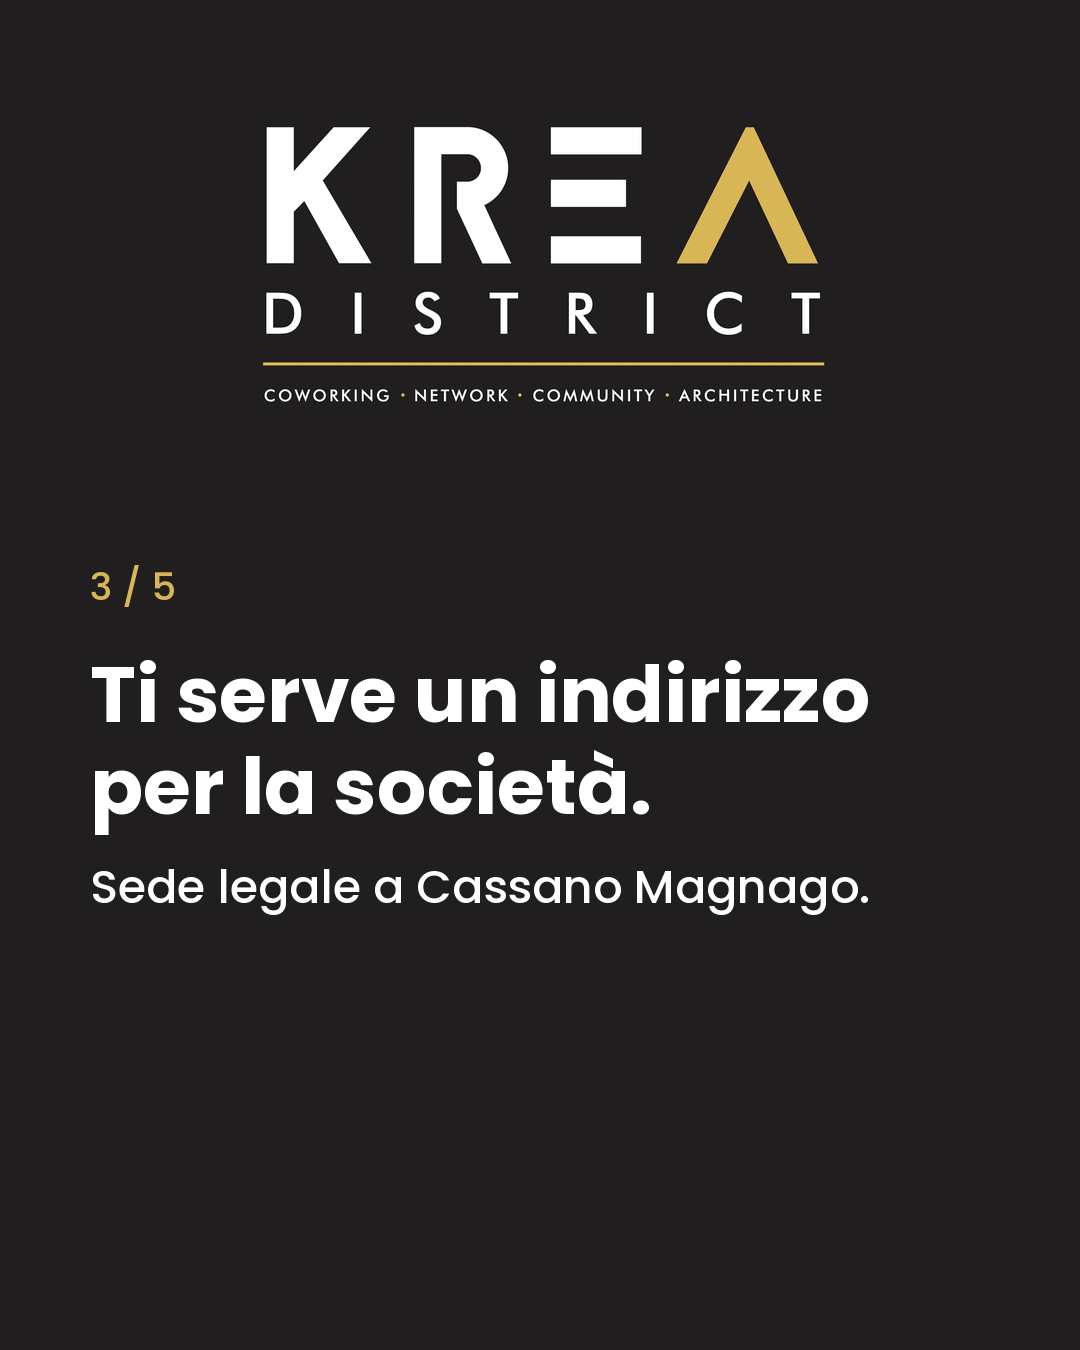 KREA
DISTRICT
COWORKING · NETWORK · COMMUNITY · ARCHITECTURE
3 / 5
Ti serve un indirizzo
per la società.
Sede legale a Cassano Magnago.